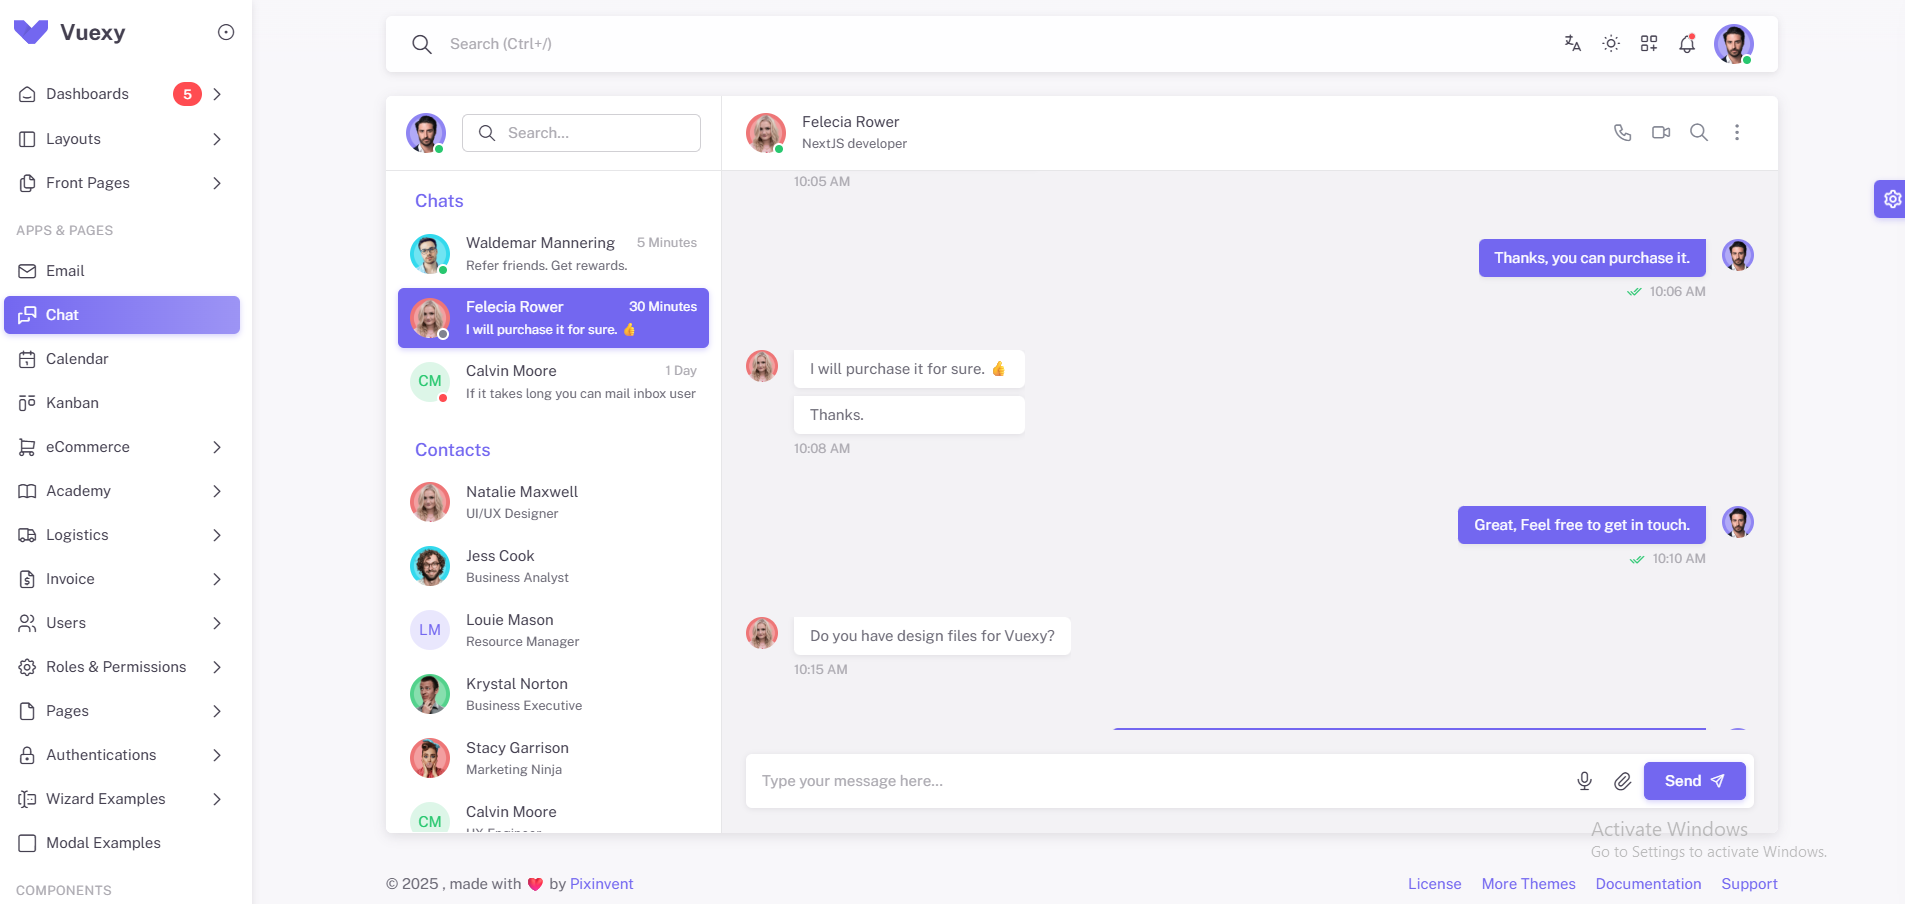 Vuexy
Dashboards 5
Layouts
Front Pages
APPS & PAGES
Email
Chat
Calendar
Kanban
eCommerce
Academy
Logistics
Invoice
Users
Roles & Permissions
Pages
Authentications
Wizard Examples
Modal Examples
COMPONENTS
Search (Ctrl+/)
Search...
Chats
Waldemar Mannering 5 Minutes
Refer friends. Get rewards.
Felecia Rower 30 Minutes
I will purchase it for sure. 👍
CM
Calvin Moore 1 Day
If it takes long you can mail inbox user
Contacts
Natalie Maxwell
UI/UX Designer
Jess Cook
Business Analyst
LM
Louie Mason
Resource Manager
Krystal Norton
Business Executive
Stacy Garrison
Marketing Ninja
CM
Calvin Moore
UX Engineer
Felecia Rower
NextJS developer
10:05 AM
Thanks, you can purchase it.
10:06 AM
I will purchase it for sure. 👍
Thanks.
10:08 AM
Great, Feel free to get in touch.
10:10 AM
Do you have design files for Vuexy?
10:15 AM
Type your message here...
Send
Activate Windows
Go to Settings to activate Windows.
© 2025 , made with ❤️ by Pixinvent
License More Themes Documentation Support